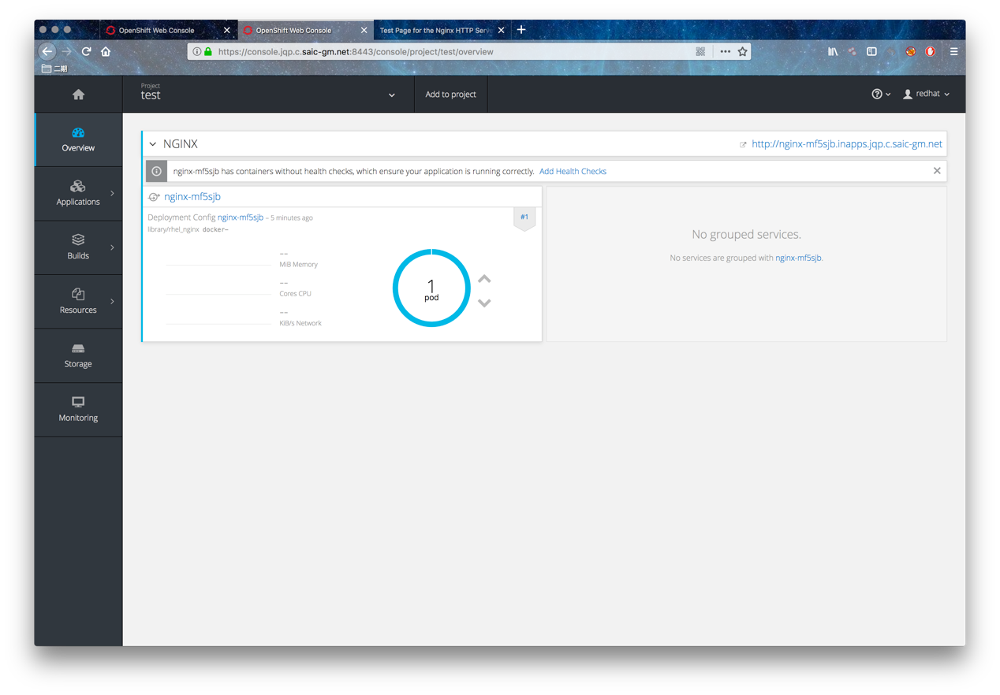 OpenShift Web Console
OpenShift Web Console
Test Page for the Nginx HTTP Serv
https://console.jqp.c.saic-gm.net:8443/console/project/test/overview
二期
Project
test
Add to project
redhat
Overview
Applications
Builds
Resources
Storage
Monitoring
NGINX
http://nginx-mf5sjb.inapps.jqp.c.saic-gm.net
nginx-mf5sjb has containers without health checks, which ensure your application is running correctly. Add Health Checks
nginx-mf5sjb
Deployment Config nginx-mf5sjb – 5 minutes ago
#1
library/rhel_nginx docker–
--
MiB Memory
--
Cores CPU
--
KiB/s Network
1
pod
No grouped services.
No services are grouped with nginx-mf5sjb.